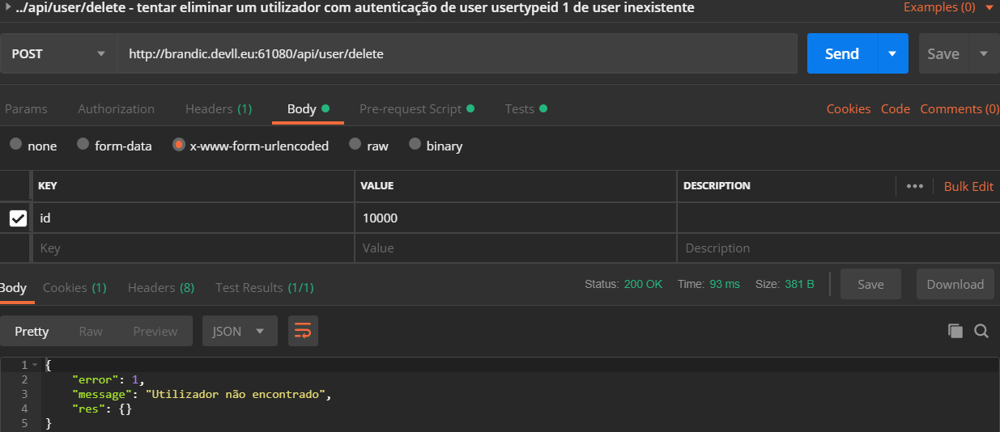 ../api/user/delete - tentar eliminar um utilizador com autenticação de user usertypeid 1 de user inexistente Examples (0)
POST http://brandic.devll.eu:61080/api/user/delete Send Save
Params Authorization Headers (1) Body Pre-request Script Tests Cookies Code Comments (0)
none form-data x-www-form-urlencoded raw binary
KEY VALUE DESCRIPTION ••• Bulk Edit
id 10000
Key Value Description
Body Cookies (1) Headers (8) Test Results (1/1) Status: 200 OK Time: 93 ms Size: 381 B Save Download
Pretty Raw Preview JSON
1 {
2 "error": 1,
3 "message": "Utilizador não encontrado",
4 "res": {}
5 }